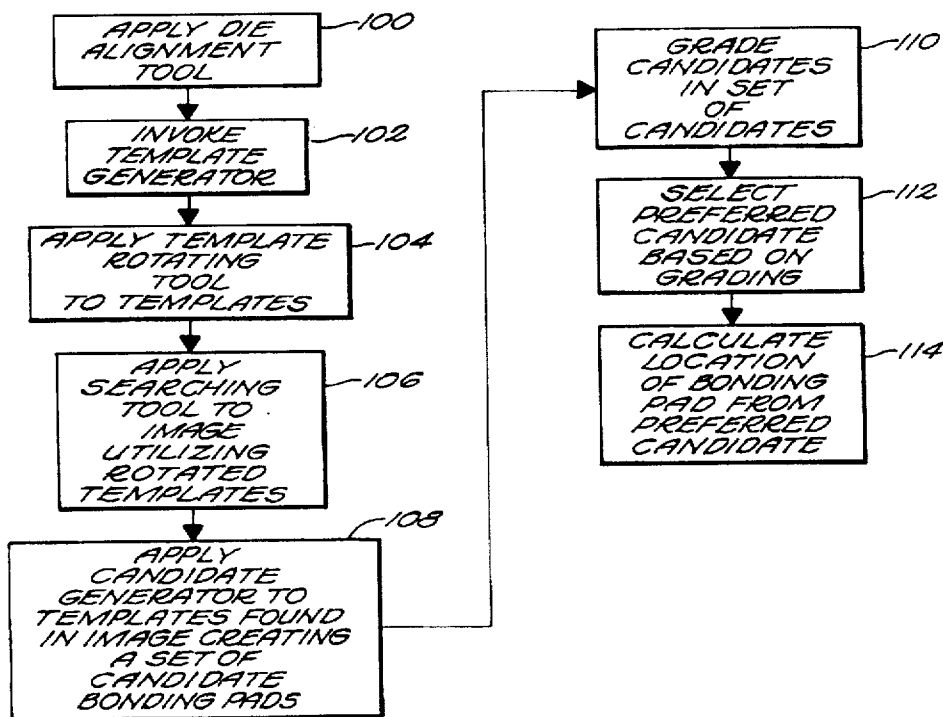 APPLY DIE
ALIGNMENT
TOOL
100
INVOKE
TEMPLATE
GENERATOR
102
APPLY TEMPLATE
ROTATING
TOOL
TO TEMPLATES
104
APPLY
SEARCHING
TOOL TO
IMAGE
UTILIZING
ROTATED
TEMPLATES
106
APPLY
CANDIDATE
GENERATOR TO
TEMPLATES FOUND
IN IMAGE CREATING
A SET OF
CANDIDATE
BONDING PADS
108
GRADE
CANDIDATES
IN SET
OF
CANDIDATES
110
SELECT
PREFERRED
CANDIDATE
BASED ON
GRADING
112
CALCULATE
LOCATION
OF BONDING
PAD FROM
PREFERRED
CANDIDATE
114